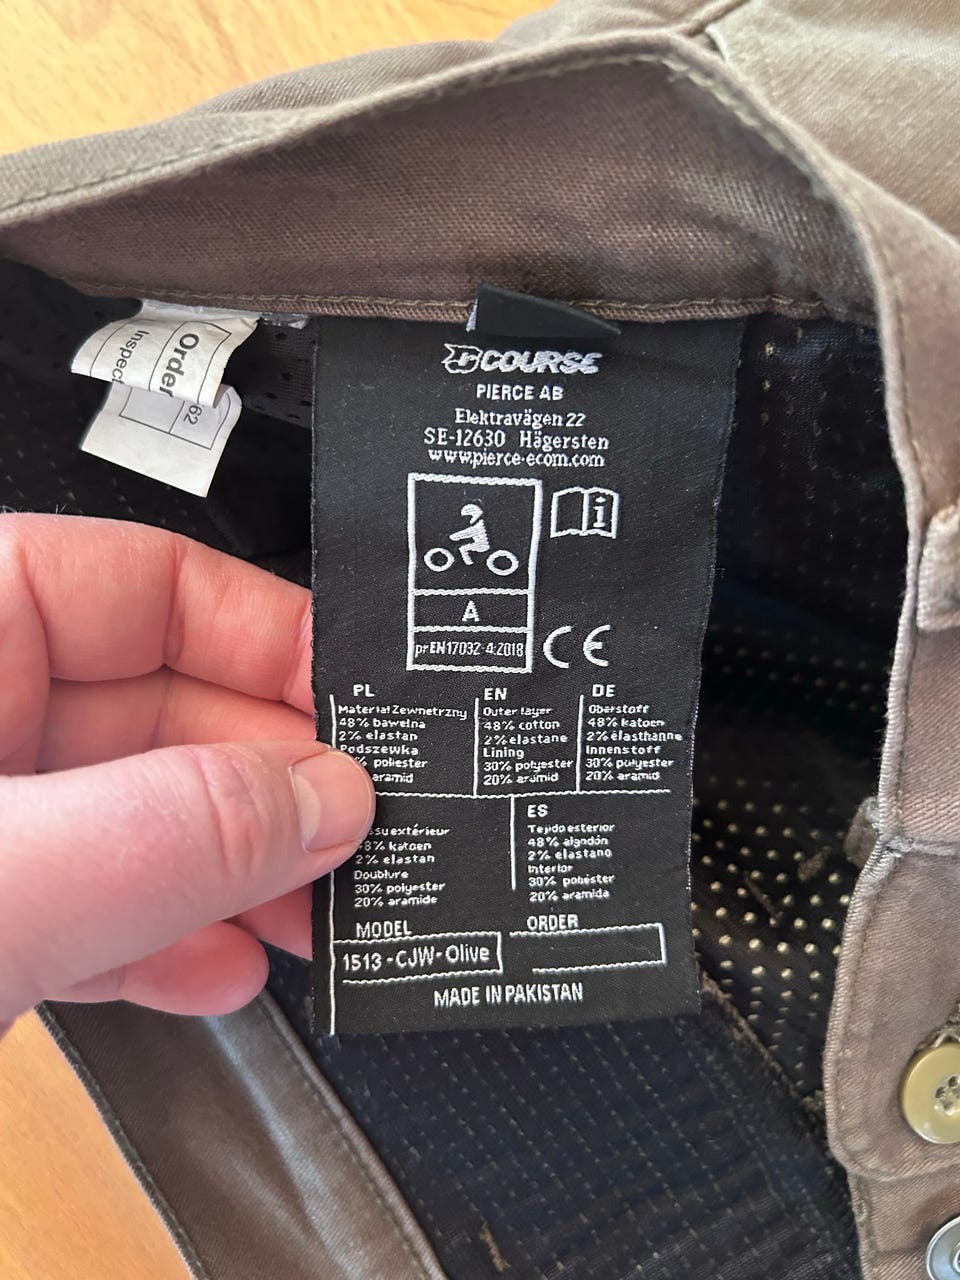 Order
Inspec
62
COURSE
PIERCE AB
Elektravägen 22
SE-12630 Hägersten
www.pierce-ecom.com
i
A
prEN17092-4:2018
CE
PL
Materiał Zewnetrzny
48% bawełna
2% elastan
Podszewka
% poliester
aramid
EN
Outer layer
48% cotton
2% elastane
Lining
30% polyester
20% aramid
DE
Oberstoff
48% katoen
2% elasthanne
Innenstoff
30% polyester
20% aramid
ssu extérieur
48% katoen
2% elastan
Doublure
30% polyester
20% aramide
ES
Tejido exterior
48% algodón
2% elastano
Interior
30% poliéster
20% aramida
MODEL
1513-CJW-Olive
ORDER
MADE IN PAKISTAN